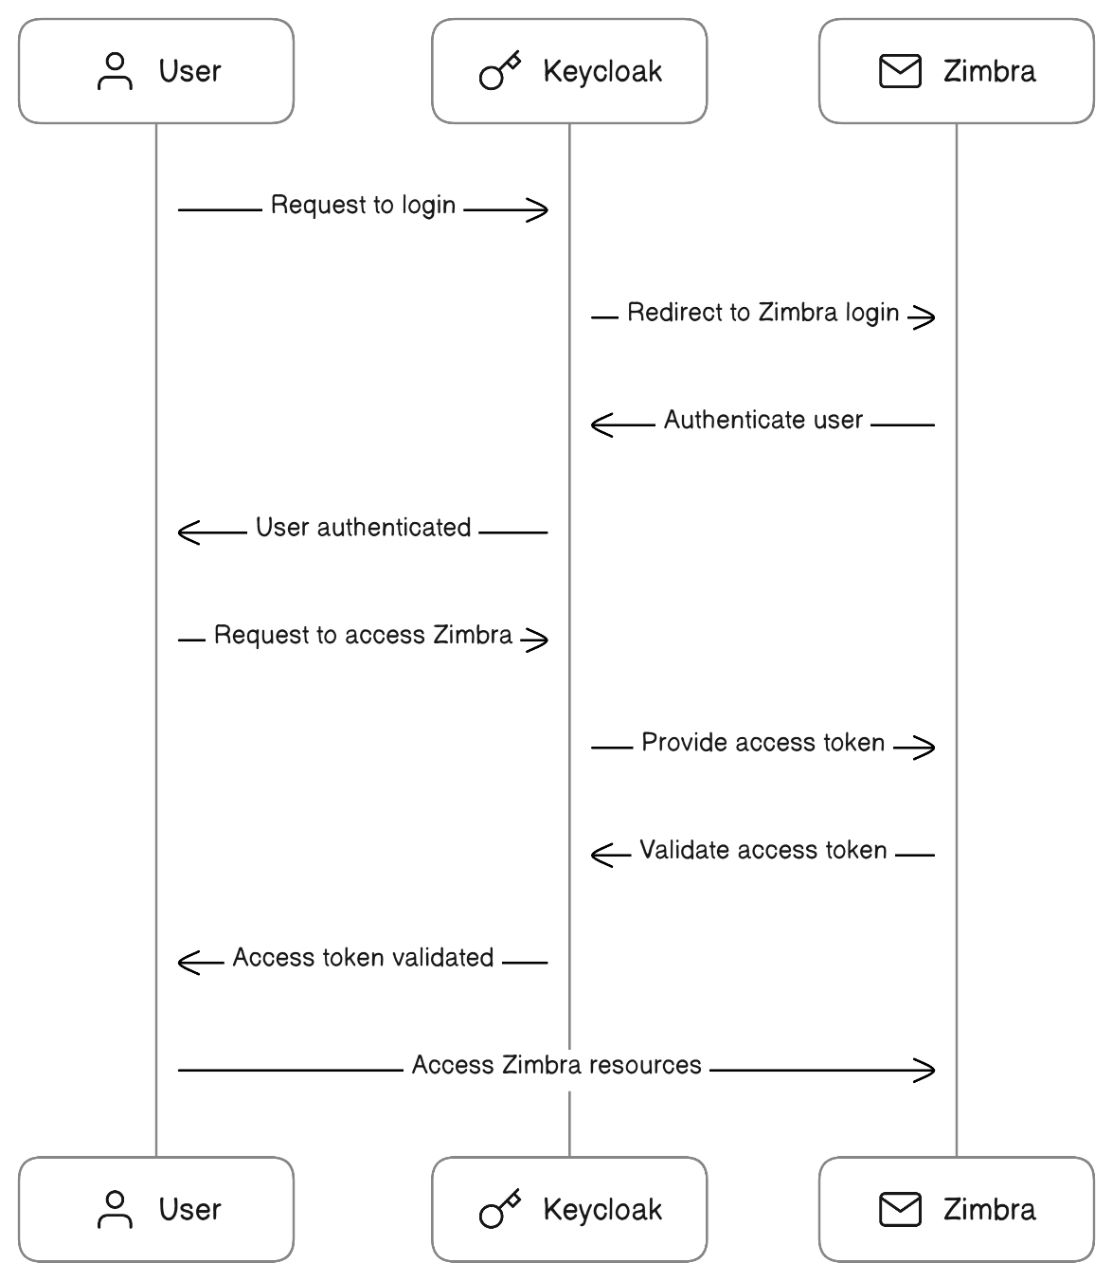 User
Keycloak
Zimbra
Request to login
Redirect to Zimbra login
Authenticate user
User authenticated
Request to access Zimbra
Provide access token
Validate access token
Access token validated
Access Zimbra resources
User
Keycloak
Zimbra